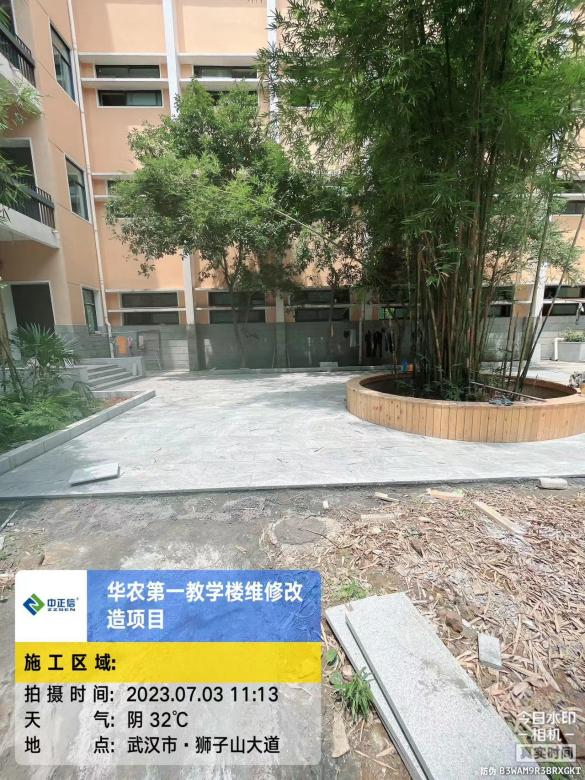 中正信
ZZSEN
华农第一教学楼维修改
造项目
施工区域:
拍摄时间: 2023.07.03 11:13
天气: 阴 32℃
地点: 武汉市·狮子山大道
今日水印
相机
真实时间
防伪 B3WAM9R3BRXGKT